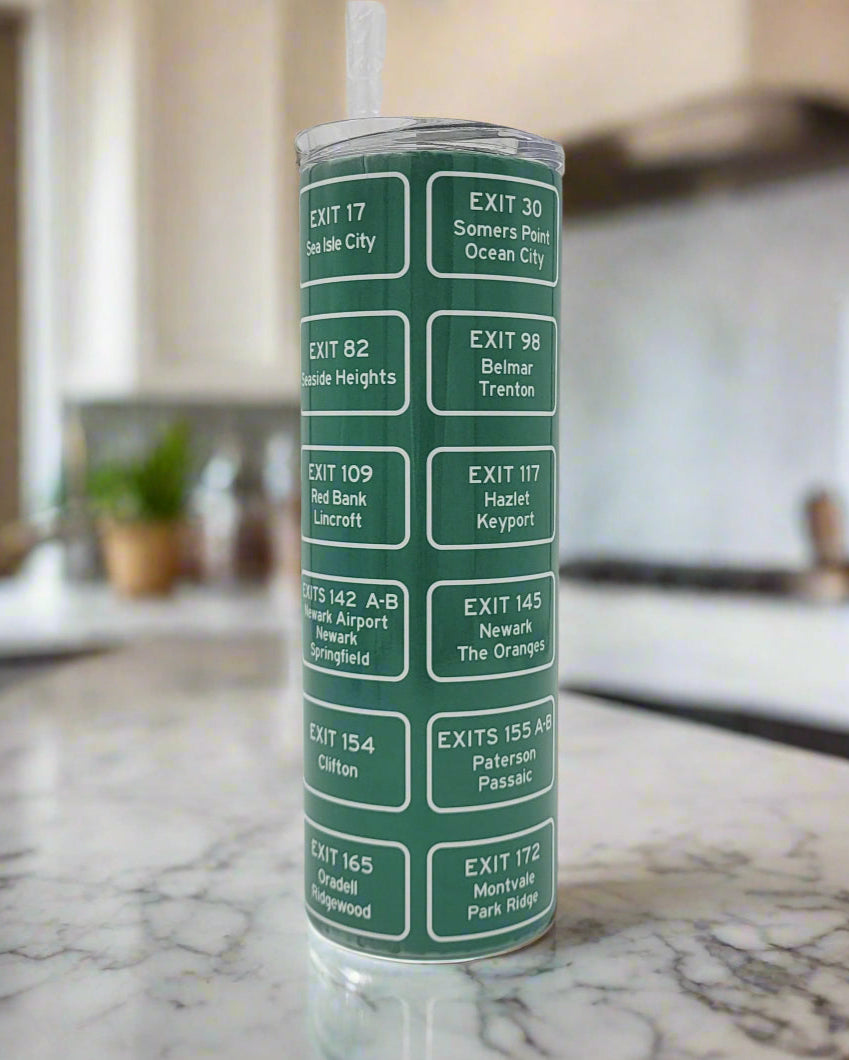 EXIT 17
Sea Isle City
EXIT 30
Somers Point
Ocean City
EXIT 82
Seaside Heights
EXIT 98
Belmar
Trenton
EXIT 109
Red Bank
Lincroft
EXIT 117
Hazlet
Keyport
EXITS 142 A-B
Newark Airport
Newark
Springfield
EXIT 145
Newark
The Oranges
EXIT 154
Clifton
EXITS 155 A-B
Paterson
Passaic
EXIT 165
Oradell
Ridgewood
EXIT 172
Montvale
Park Ridge